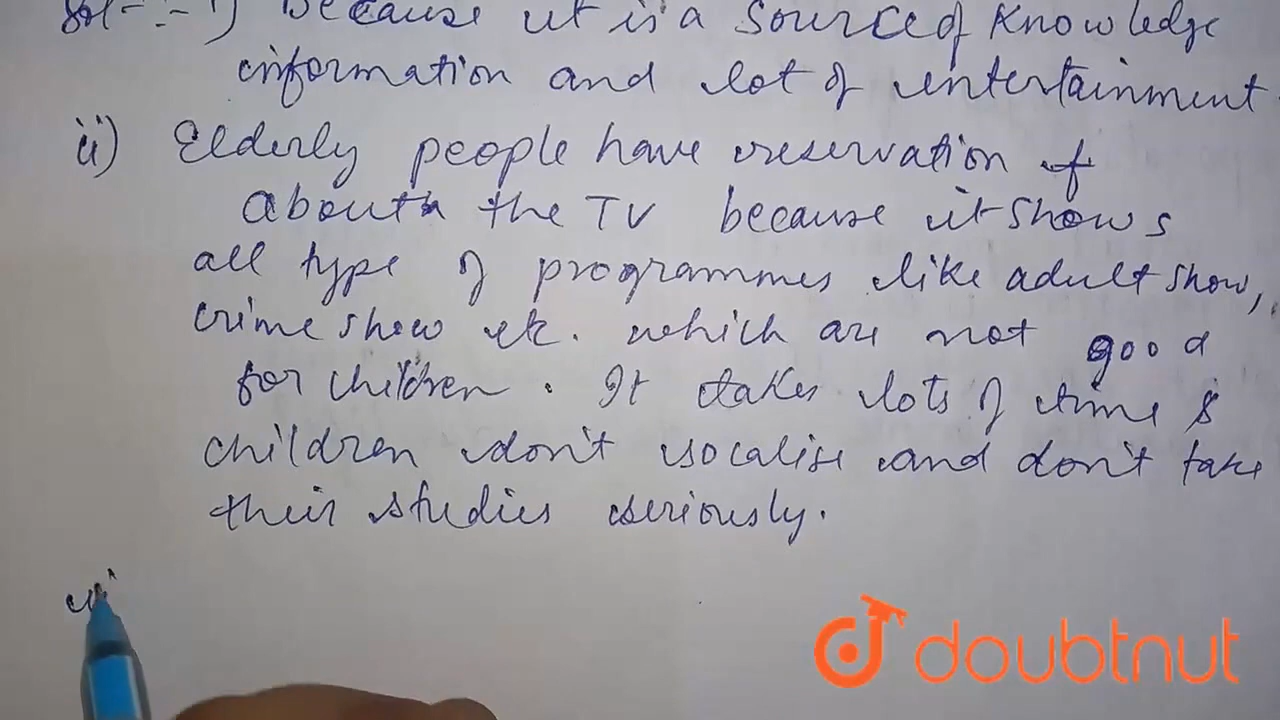 Sol :- i) Because it is a source of knowledge
information and lot of entertainment.
ii) Elderly people have reservation of
about the TV because it shows
all type of programmes like adult show,
crime show etc. which are not good
for children. It takes lots of time &
children don't socalise and don't take
their studies seriously.
doubtnut